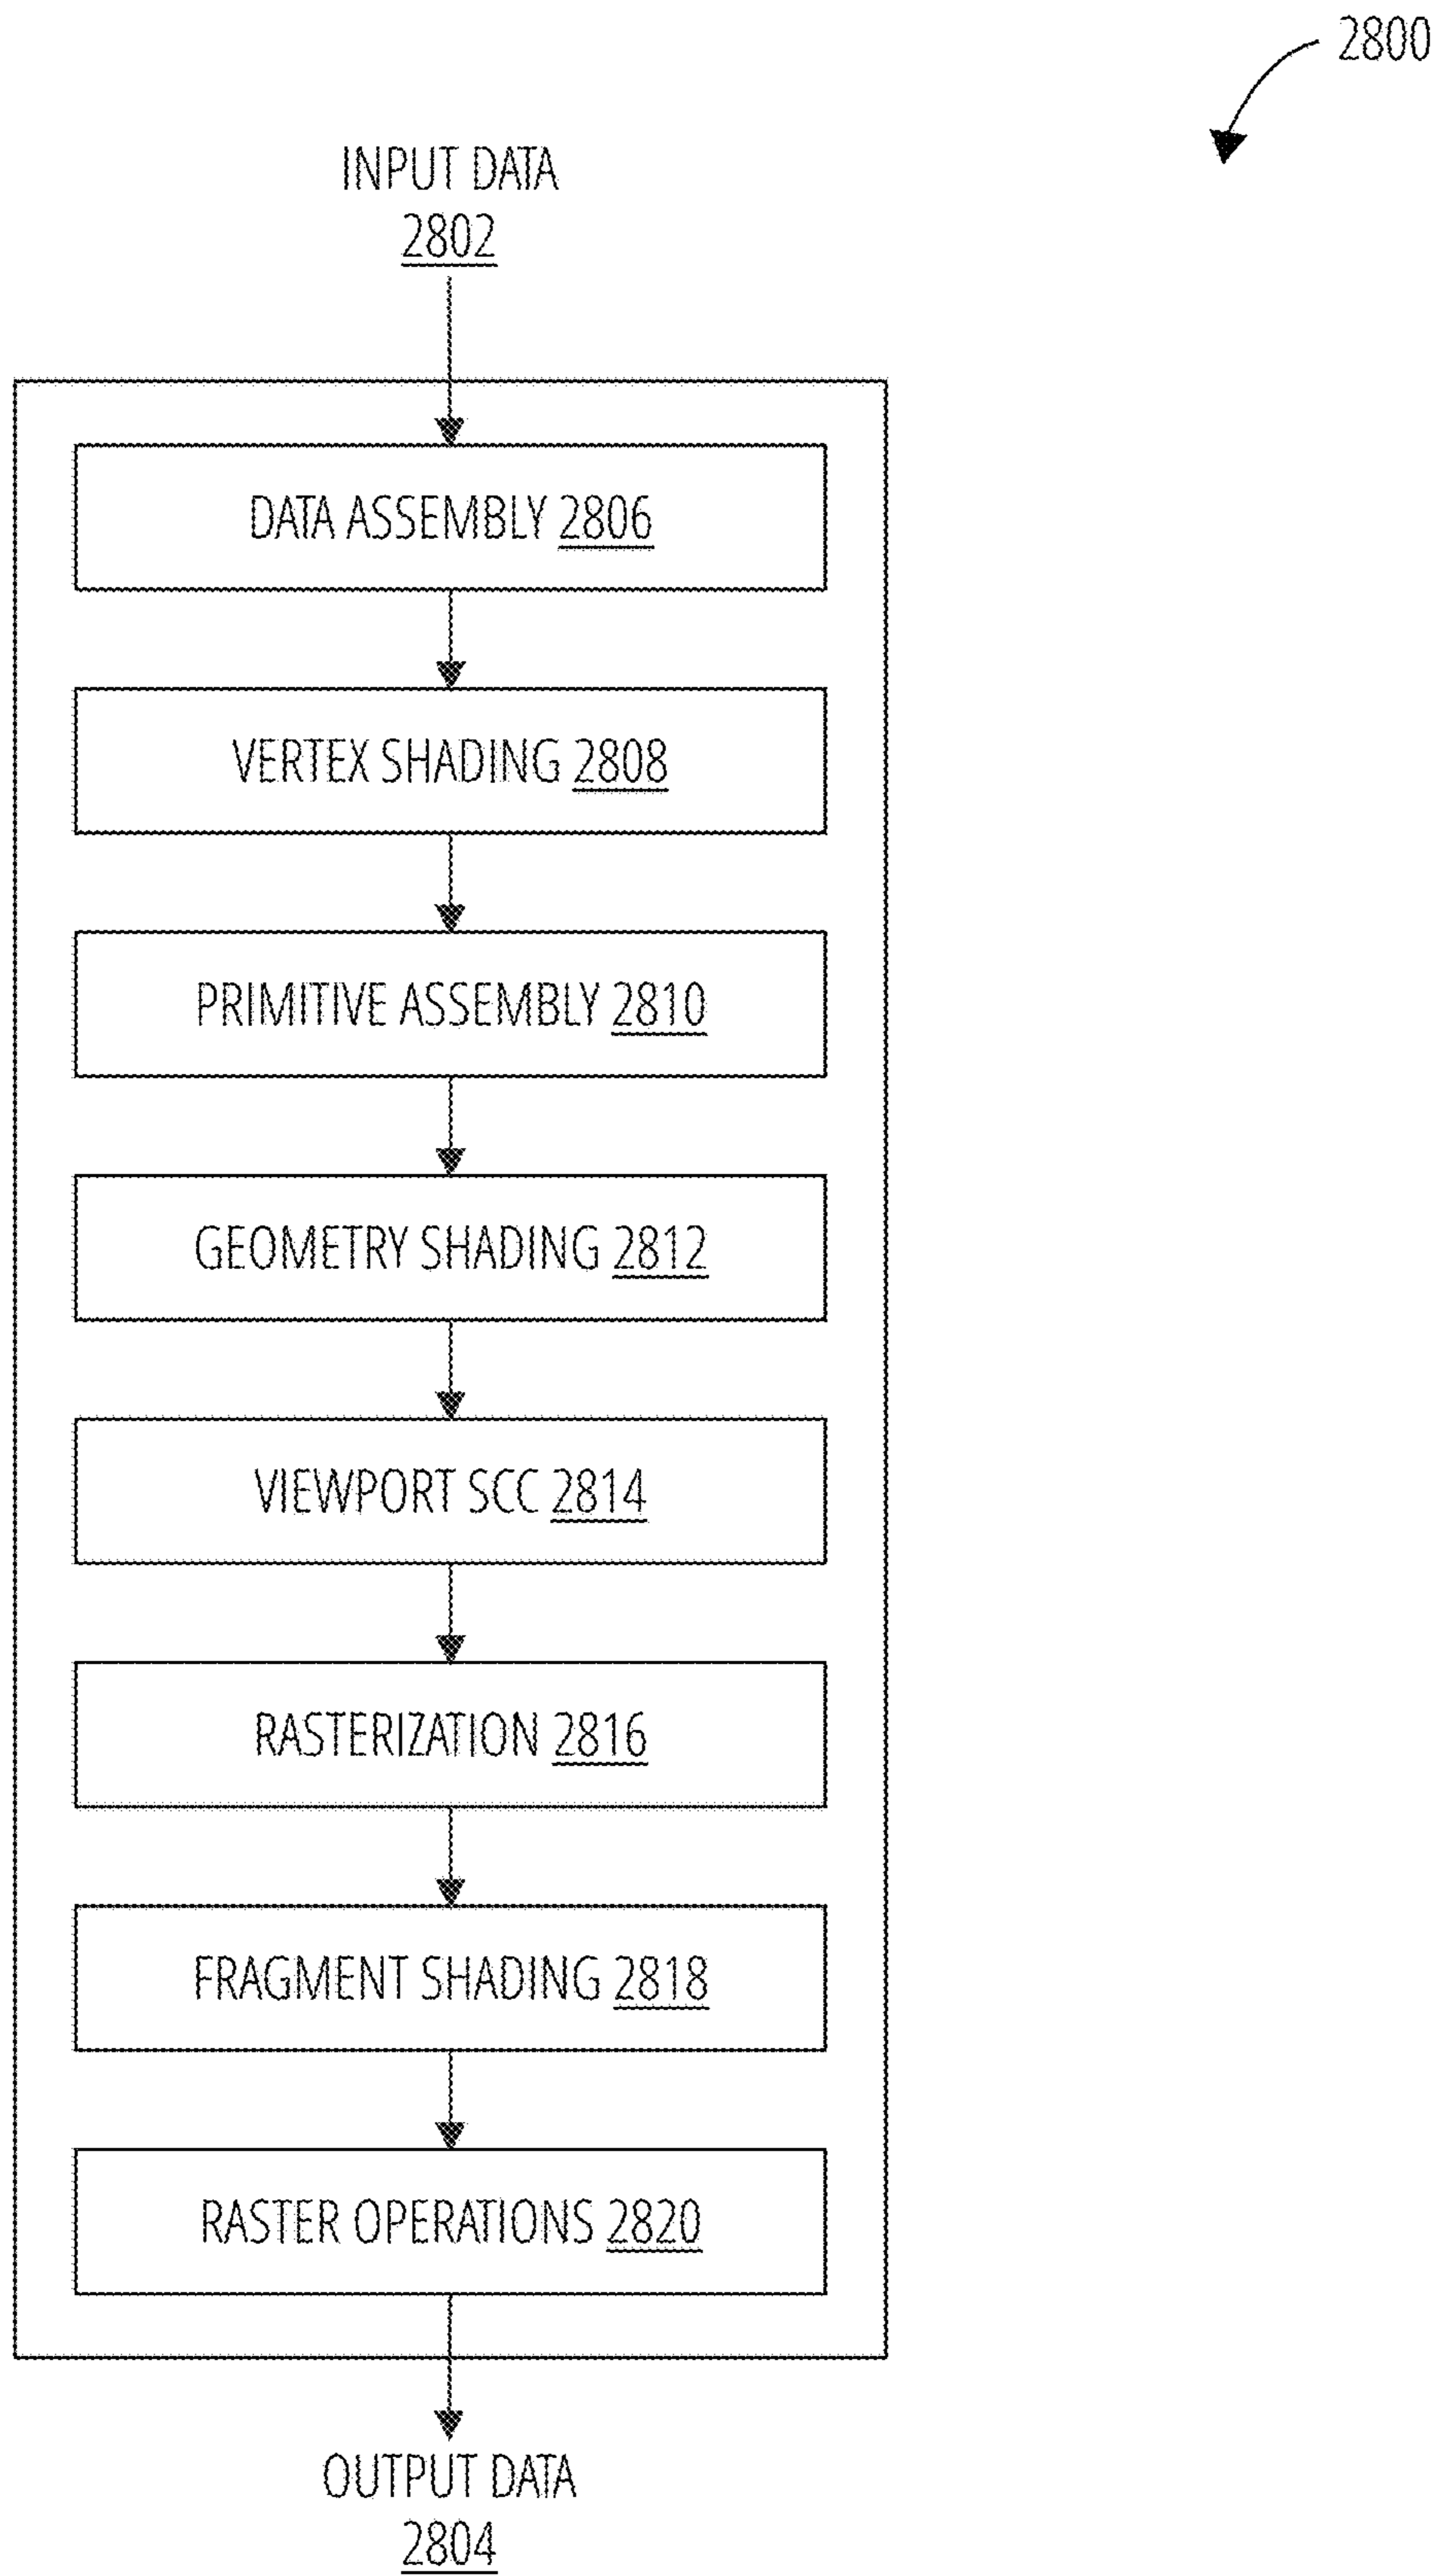 2800
INPUT DATA
2802
DATA ASSEMBLY 2806
VERTEX SHADING 2808
PRIMITIVE ASSEMBLY 2810
GEOMETRY SHADING 2812
VIEWPORT SCC 2814
RASTERIZATION 2816
FRAGMENT SHADING 2818
RASTER OPERATIONS 2820
OUTPUT DATA
2804